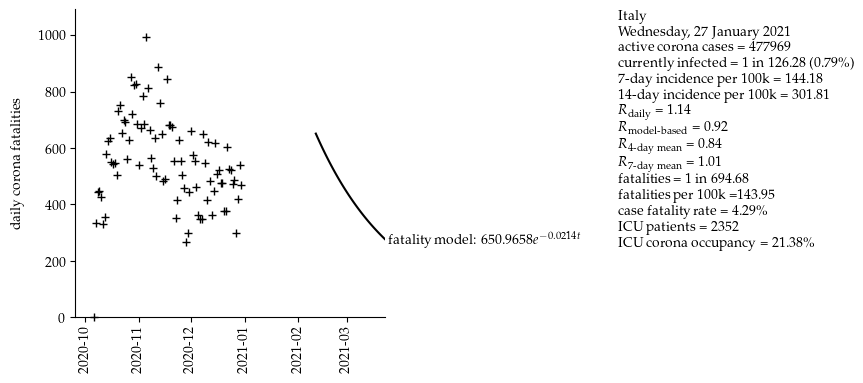 1000
800
600
400
200
0
daily corona fatalities
2020-10
2020-11
2020-12
2021-01
2021-02
2021-03
fatality model: 650.9658e^{-0.0214t}
Italy
Wednesday, 27 January 2021
active corona cases = 477969
currently infected = 1 in 126.28 (0.79%)
7-day incidence per 100k = 144.18
14-day incidence per 100k = 301.81
R_daily = 1.14
R_model-based = 0.92
R_4-day mean = 0.84
R_7-day mean = 1.01
fatalities = 1 in 694.68
fatalities per 100k =143.95
case fatality rate = 4.29%
ICU patients = 2352
ICU corona occupancy = 21.38%